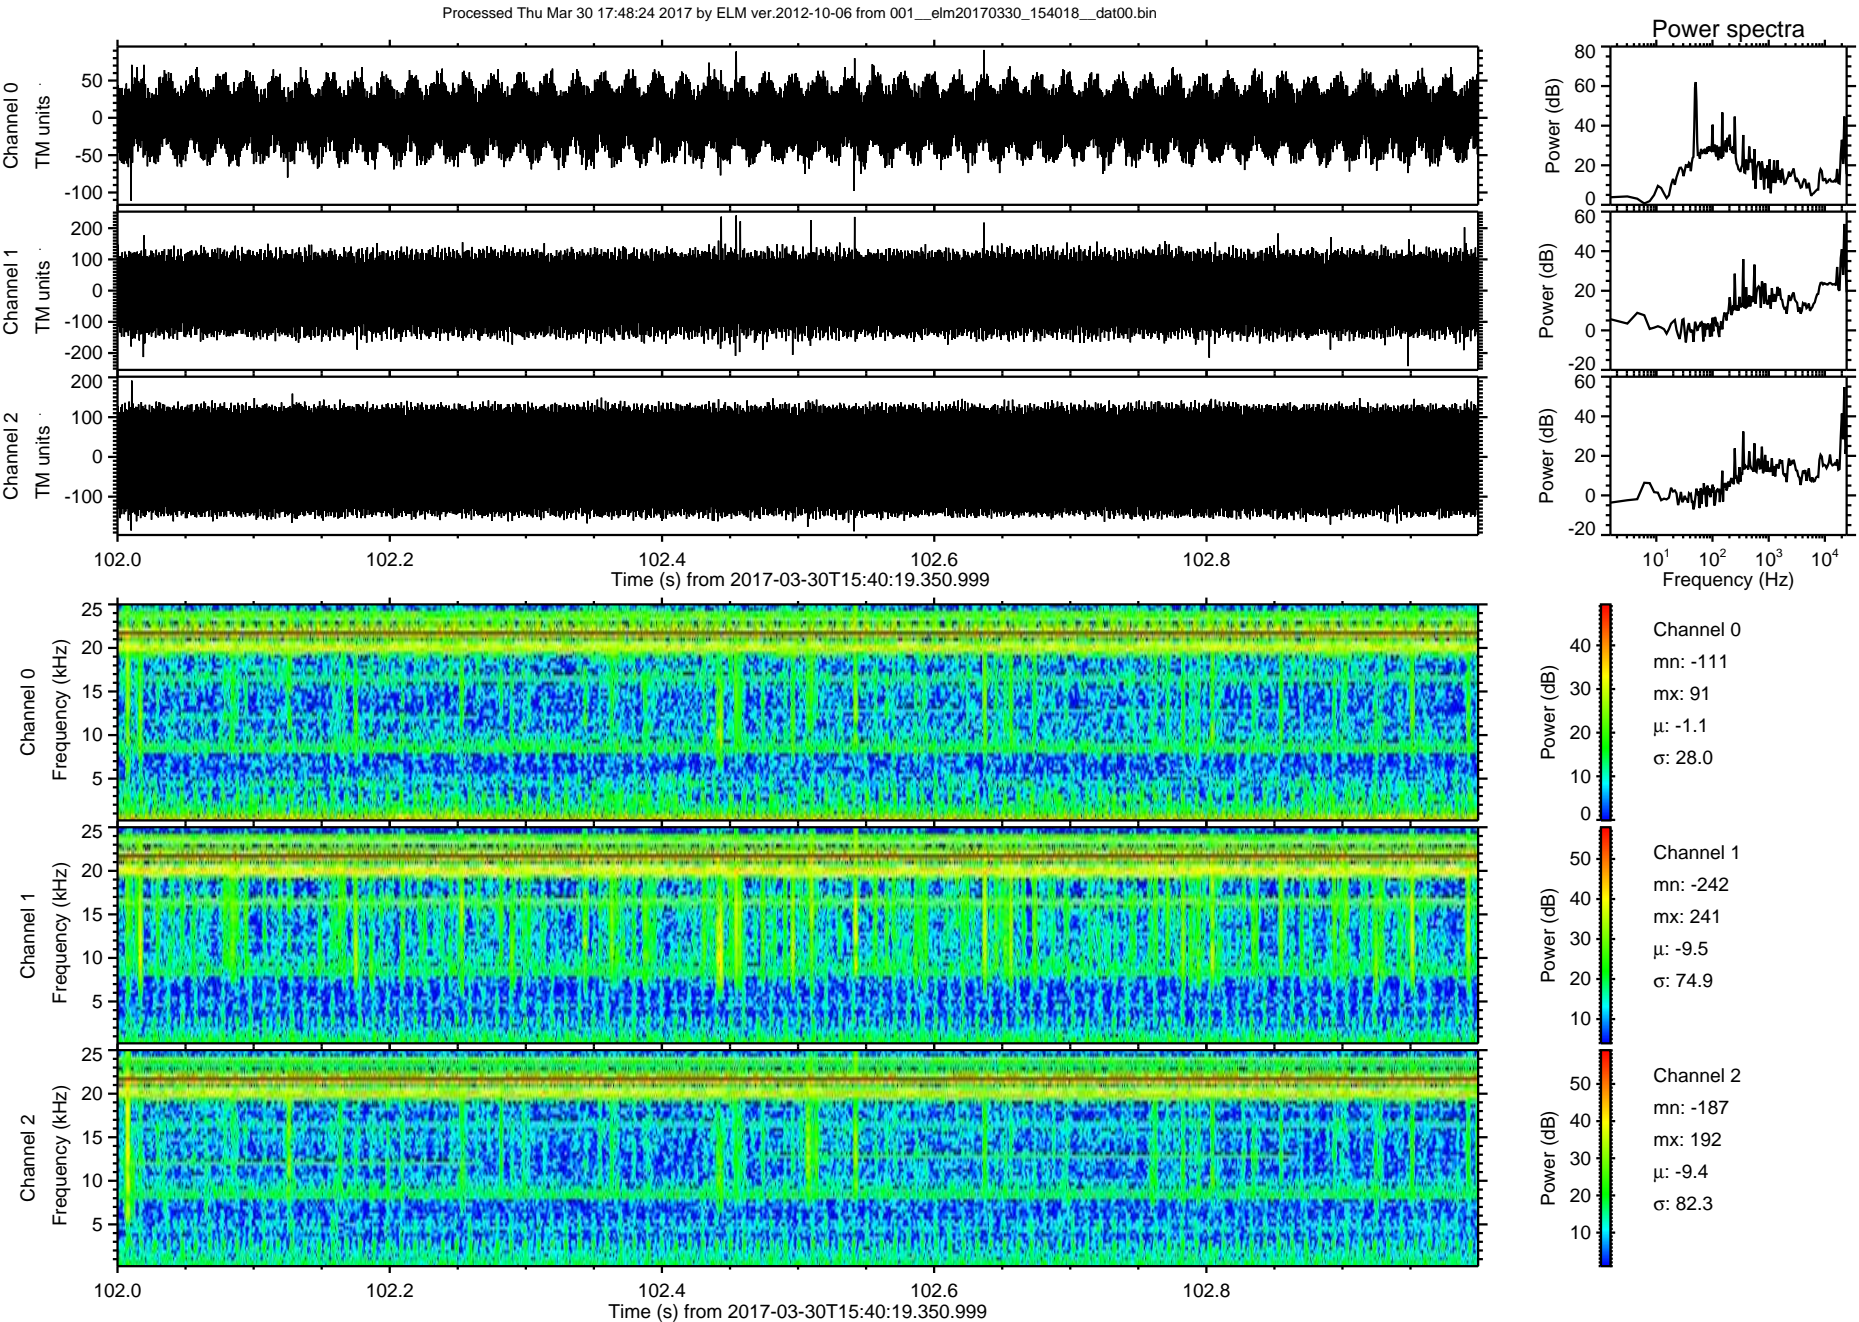 Processed Thu Mar 30 17:48:24 2017 by ELM ver.2012-10-06 from 001__elm20170330_154018__dat00.bin
Power spectra
Channel 0
TM units
50
0
-50
-100
Power (dB)
80
60
40
20
0
Channel 1
TM units
200
100
0
-100
-200
Power (dB)
60
40
20
0
-20
Channel 2
TM units
200
100
0
-100
Power (dB)
60
40
20
0
-20
102.0 102.2 102.4 102.6 102.8
Time (s) from 2017-03-30T15:40:19.350.999
10^1 10^2 10^3 10^4
Frequency (Hz)
Channel 0
Frequency (kHz)
25
20
15
10
5
Power (dB)
40
30
20
10
0
Channel 0
mn: -111
mx: 91
μ: -1.1
σ: 28.0
Channel 1
Frequency (kHz)
25
20
15
10
5
Power (dB)
50
40
30
20
10
Channel 1
mn: -242
mx: 241
μ: -9.5
σ: 74.9
Channel 2
Frequency (kHz)
25
20
15
10
5
Power (dB)
50
40
30
20
10
Channel 2
mn: -187
mx: 192
μ: -9.4
σ: 82.3
102.0 102.2 102.4 102.6 102.8
Time (s) from 2017-03-30T15:40:19.350.999